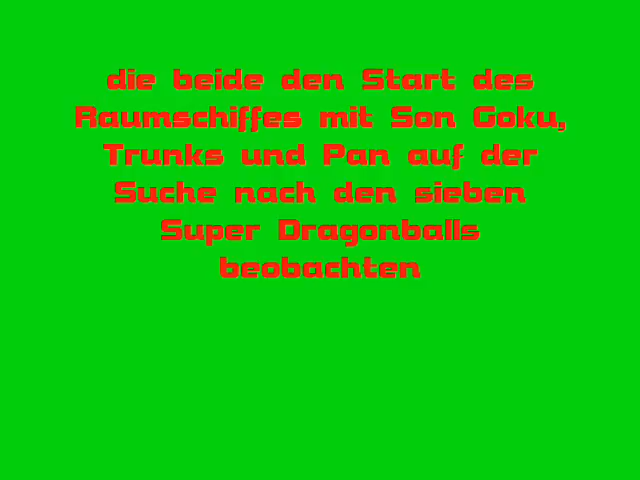 die beide den Start des
Raumschiffes mit Son Goku,
Trunks und Pan auf der
Suche nach den sieben
Super Dragonballs
beobachten